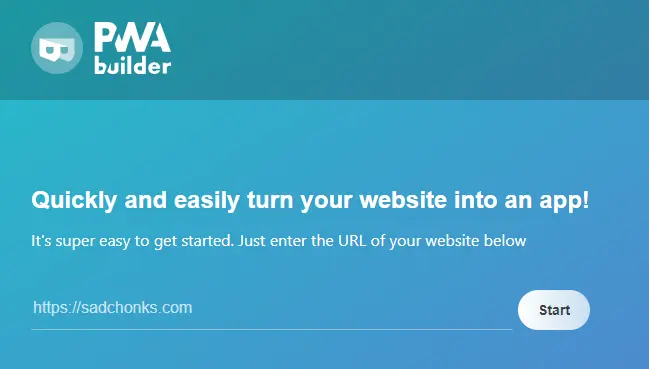 PWA
builder
Quickly and easily turn your website into an app!
It's super easy to get started. Just enter the URL of your website below
https://sadchonks.com
Start